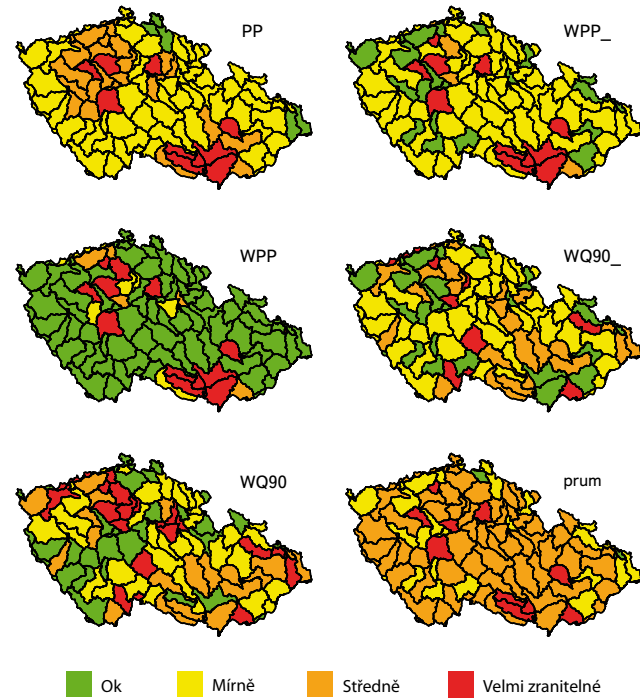 PP
WPP_
WPP
WQ90_
WQ90
prum
Ok
Mírně
Středně
Velmi zranitelné